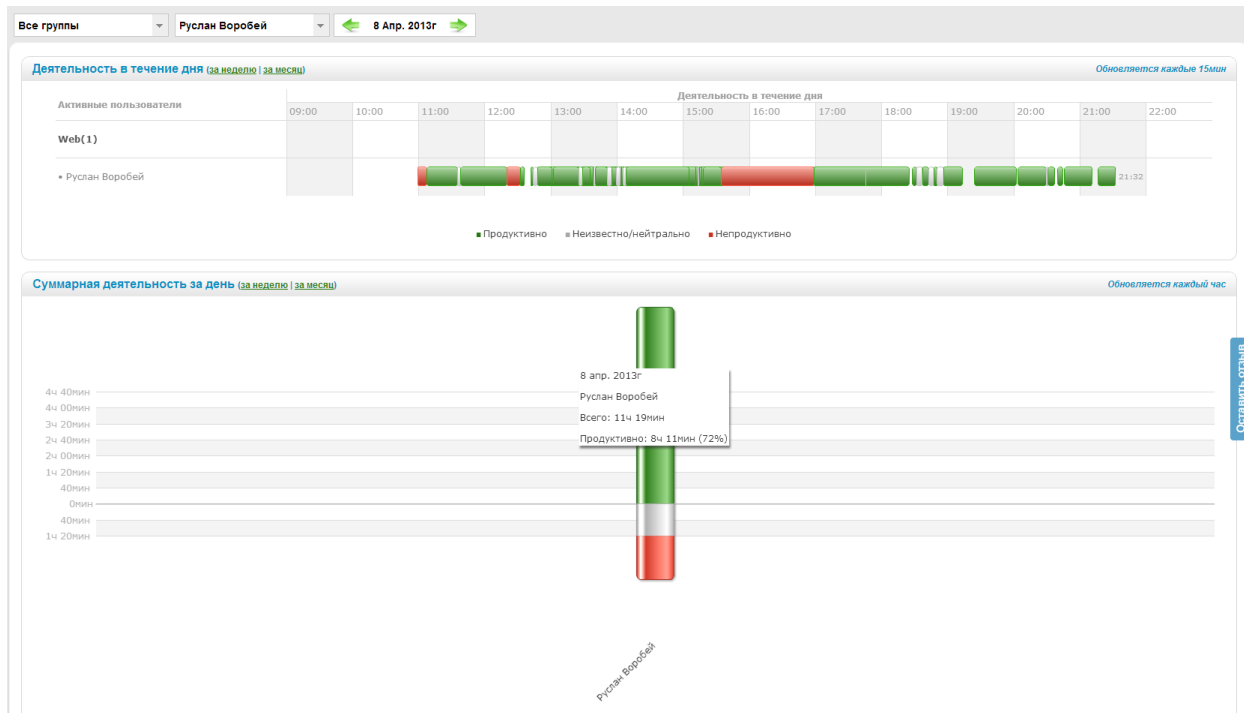 Все группы Руслан Воробей 8 Апр. 2013г
Деятельность в течение дня (за неделю | за месяц) Обновляется каждые 15мин
Деятельность в течение дня
Активные пользователи
09:00 10:00 11:00 12:00 13:00 14:00 15:00 16:00 17:00 18:00 19:00 20:00 21:00 22:00
Web(1)
• Руслан Воробей 21:32
Продуктивно Неизвестно/нейтрально Непродуктивно
Суммарная деятельность за день (за неделю | за месяц) Обновляется каждый час
Оставить отзыв
8 апр. 2013г
Руслан Воробей
Всего: 11ч 19мин
Продуктивно: 8ч 11мин (72%)
4ч 40мин
4ч 00мин
3ч 20мин
2ч 40мин
2ч 00мин
1ч 20мин
40мин
0мин
40мин
1ч 20мин
Руслан Воробей